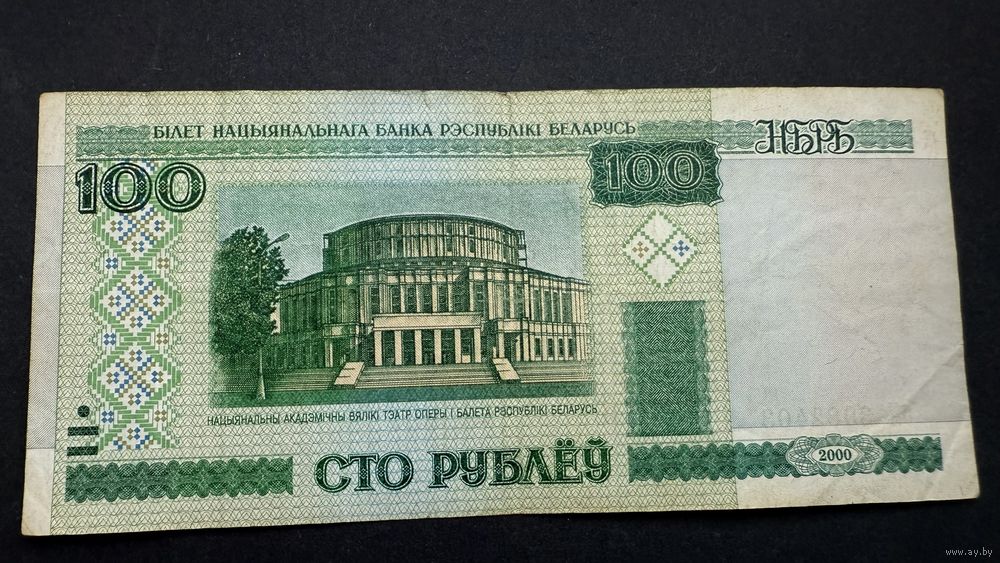 БІЛЕТ НАЦЫЯНАЛЬНАГА БАНКА РЭСПУБЛІКІ БЕЛАРУСЬ
НБРБ
100
100
НАЦЫЯНАЛЬНЫ АКАДЭМІЧНЫ ВЯЛІКІ ТЭАТР ОПЕРЫ І БАЛЕТА РЭСПУБЛІКІ БЕЛАРУСЬ
СТО РУБЛЁЎ
2000
www.ay.by